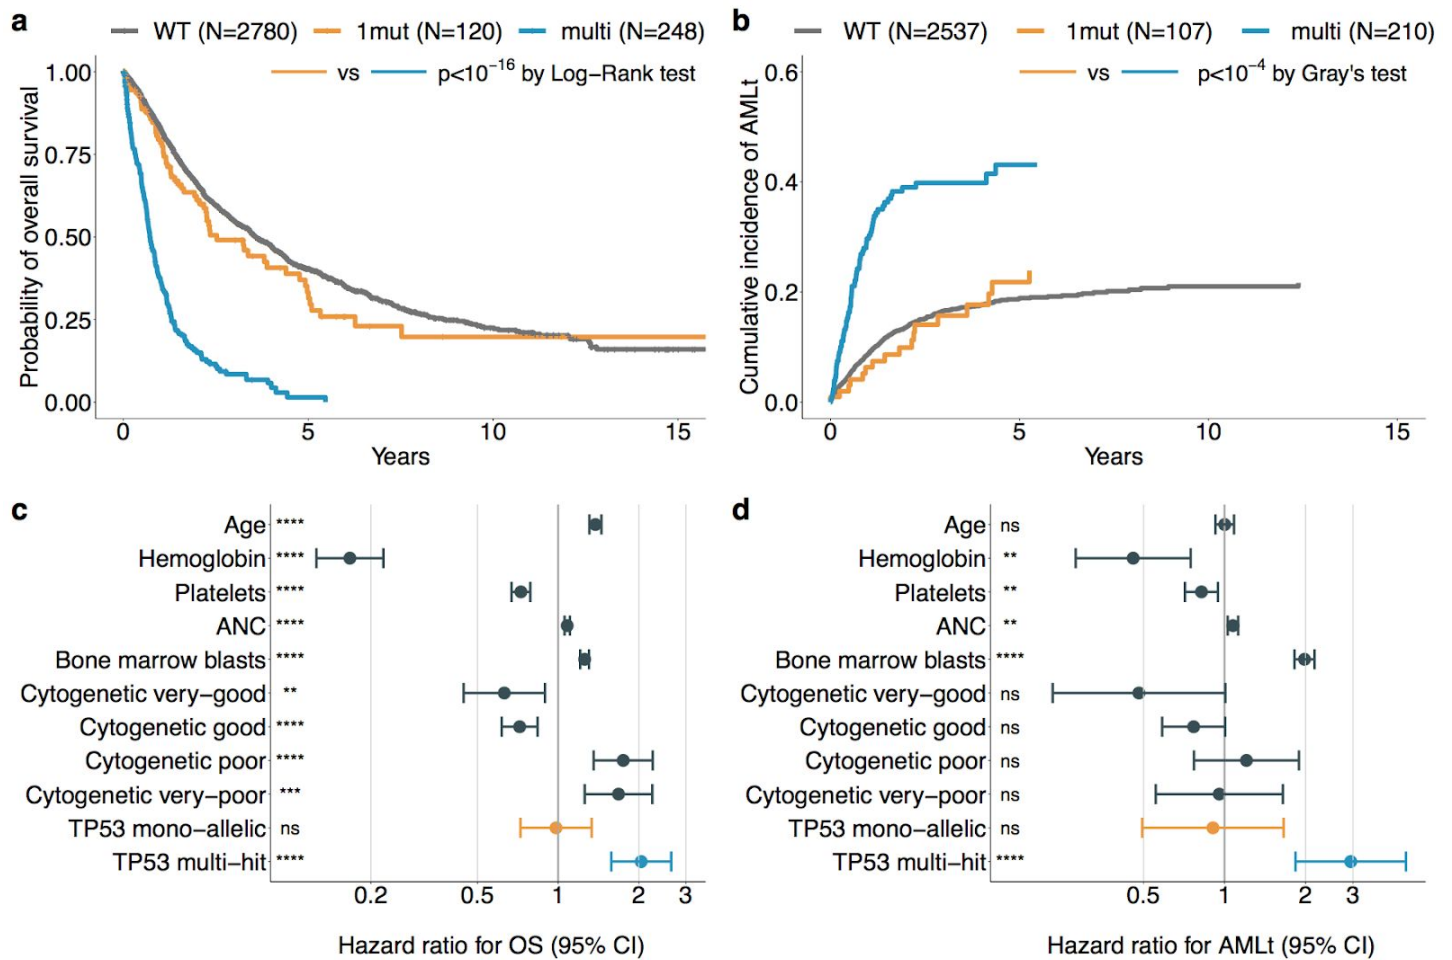 a
WT (N=2780) 1mut (N=120) multi (N=248)
vs p<10⁻¹⁶ by Log−Rank test
Probability of overall survival
1.00
0.75
0.50
0.25
0.00
0 5 10 15
Years
b
WT (N=2537) 1mut (N=107) multi (N=210)
vs p<10⁻⁴ by Gray's test
Cumulative incidence of AMLt
0.6
0.4
0.2
0.0
0 5 10 15
Years
c
Age ****
Hemoglobin ****
Platelets ****
ANC ****
Bone marrow blasts ****
Cytogenetic very−good **
Cytogenetic good ****
Cytogenetic poor ****
Cytogenetic very−poor ***
TP53 mono−allelic ns
TP53 multi−hit ****
0.2 0.5 1 2 3
Hazard ratio for OS (95% CI)
d
Age ns
Hemoglobin **
Platelets **
ANC **
Bone marrow blasts ****
Cytogenetic very−good ns
Cytogenetic good ns
Cytogenetic poor ns
Cytogenetic very−poor ns
TP53 mono−allelic ns
TP53 multi−hit ****
0.5 1 2 3
Hazard ratio for AMLt (95% CI)